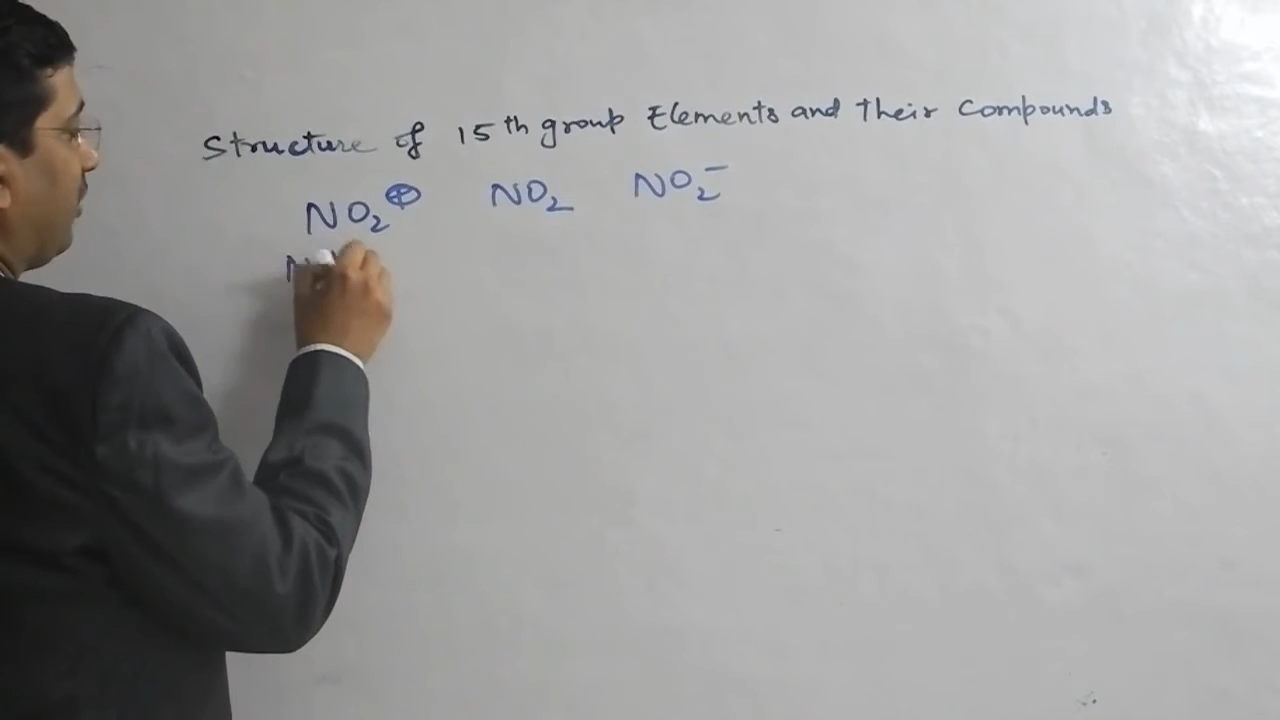 Structure of 15th group Elements and their Compounds
NO₂⊕ NO₂ NO₂⁻